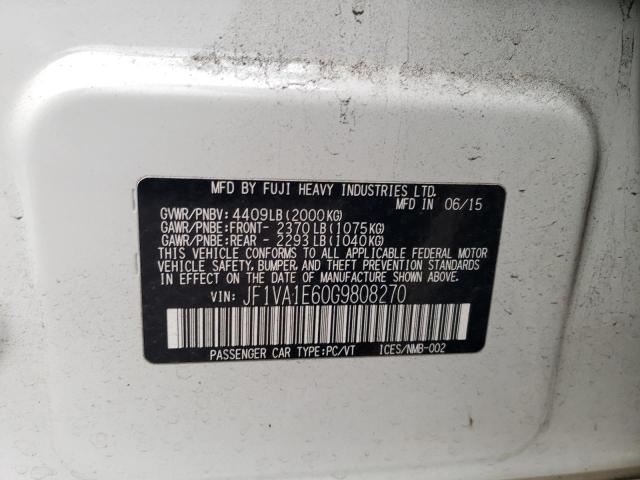 MFD BY FUJI HEAVY INDUSTRIES LTD.
MFD IN 06/15
GVWR/PNBV: 4409LB(2000KG)
GAWR/PNBE:FRONT- 2370LB(1075KG)
GAWR/PNBE:REAR - 2293LB(1040KG)
THIS VEHICLE CONFORMS TO ALL APPLICABLE FEDERAL MOTOR
VEHICLE SAFETY, BUMPER, AND THEFT PREVENTION STANDARDS
IN EFFECT ON THE DATE OF MANUFACTURE SHOWN ABOVE.
VIN: JF1VA1E60G9808270
PASSENGER CAR TYPE:PC/VT ICES/NMB-002